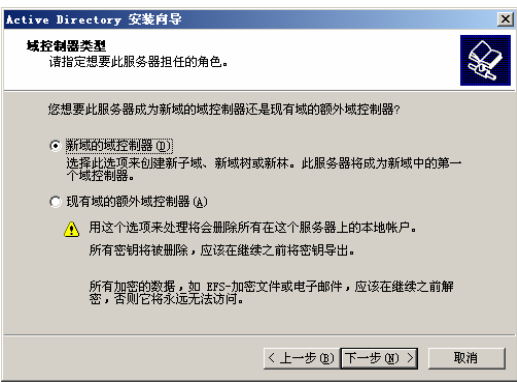 Active Directory 安装向导
域控制器类型
请指定想要此服务器担任的角色。
您想要此服务器成为新域的域控制器还是现有域的额外域控制器?
新域的域控制器(D)
选择此选项来创建新子域、新域树或新林。此服务器将成为新域中的第一
个域控制器。
现有域的额外域控制器(A)
用这个选项来处理将会删除所有在这个服务器上的本地帐户。
所有密钥将被删除，应该在继续之前将密钥导出。
所有加密的数据，如 EFS-加密文件或电子邮件，应该在继续之前解
密，否则它将永远无法访问。
< 上一步(B) 下一步(N) > 取消